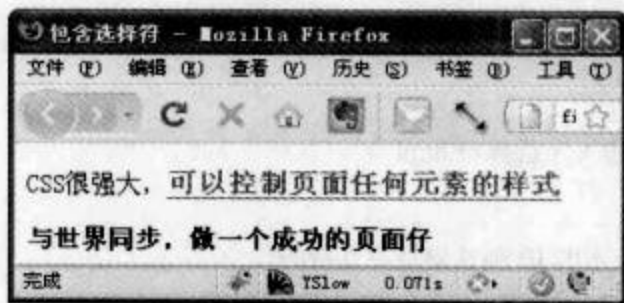 包含选择符 - Mozilla Firefox
文件 (F) 编辑 (E) 查看 (V) 历史 (S) 书签 (B) 工具 (T)
fi
CSS很强大，可以控制页面任何元素的样式
与世界同步，做一个成功的页面仔
完成 YSlow 0.071s